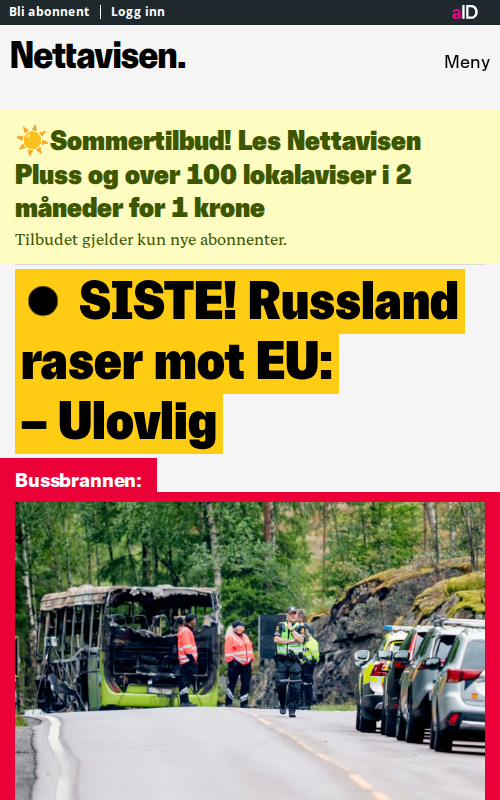 Bli abonnent
Logg inn
aID
Nettavisen.
Meny
☀️Sommertilbud! Les Nettavisen
Pluss og over 100 lokalaviser i 2
måneder for 1 krone
Tilbudet gjelder kun nye abonnenter.
● SISTE! Russland
raser mot EU:
– Ulovlig
Bussbrannen: